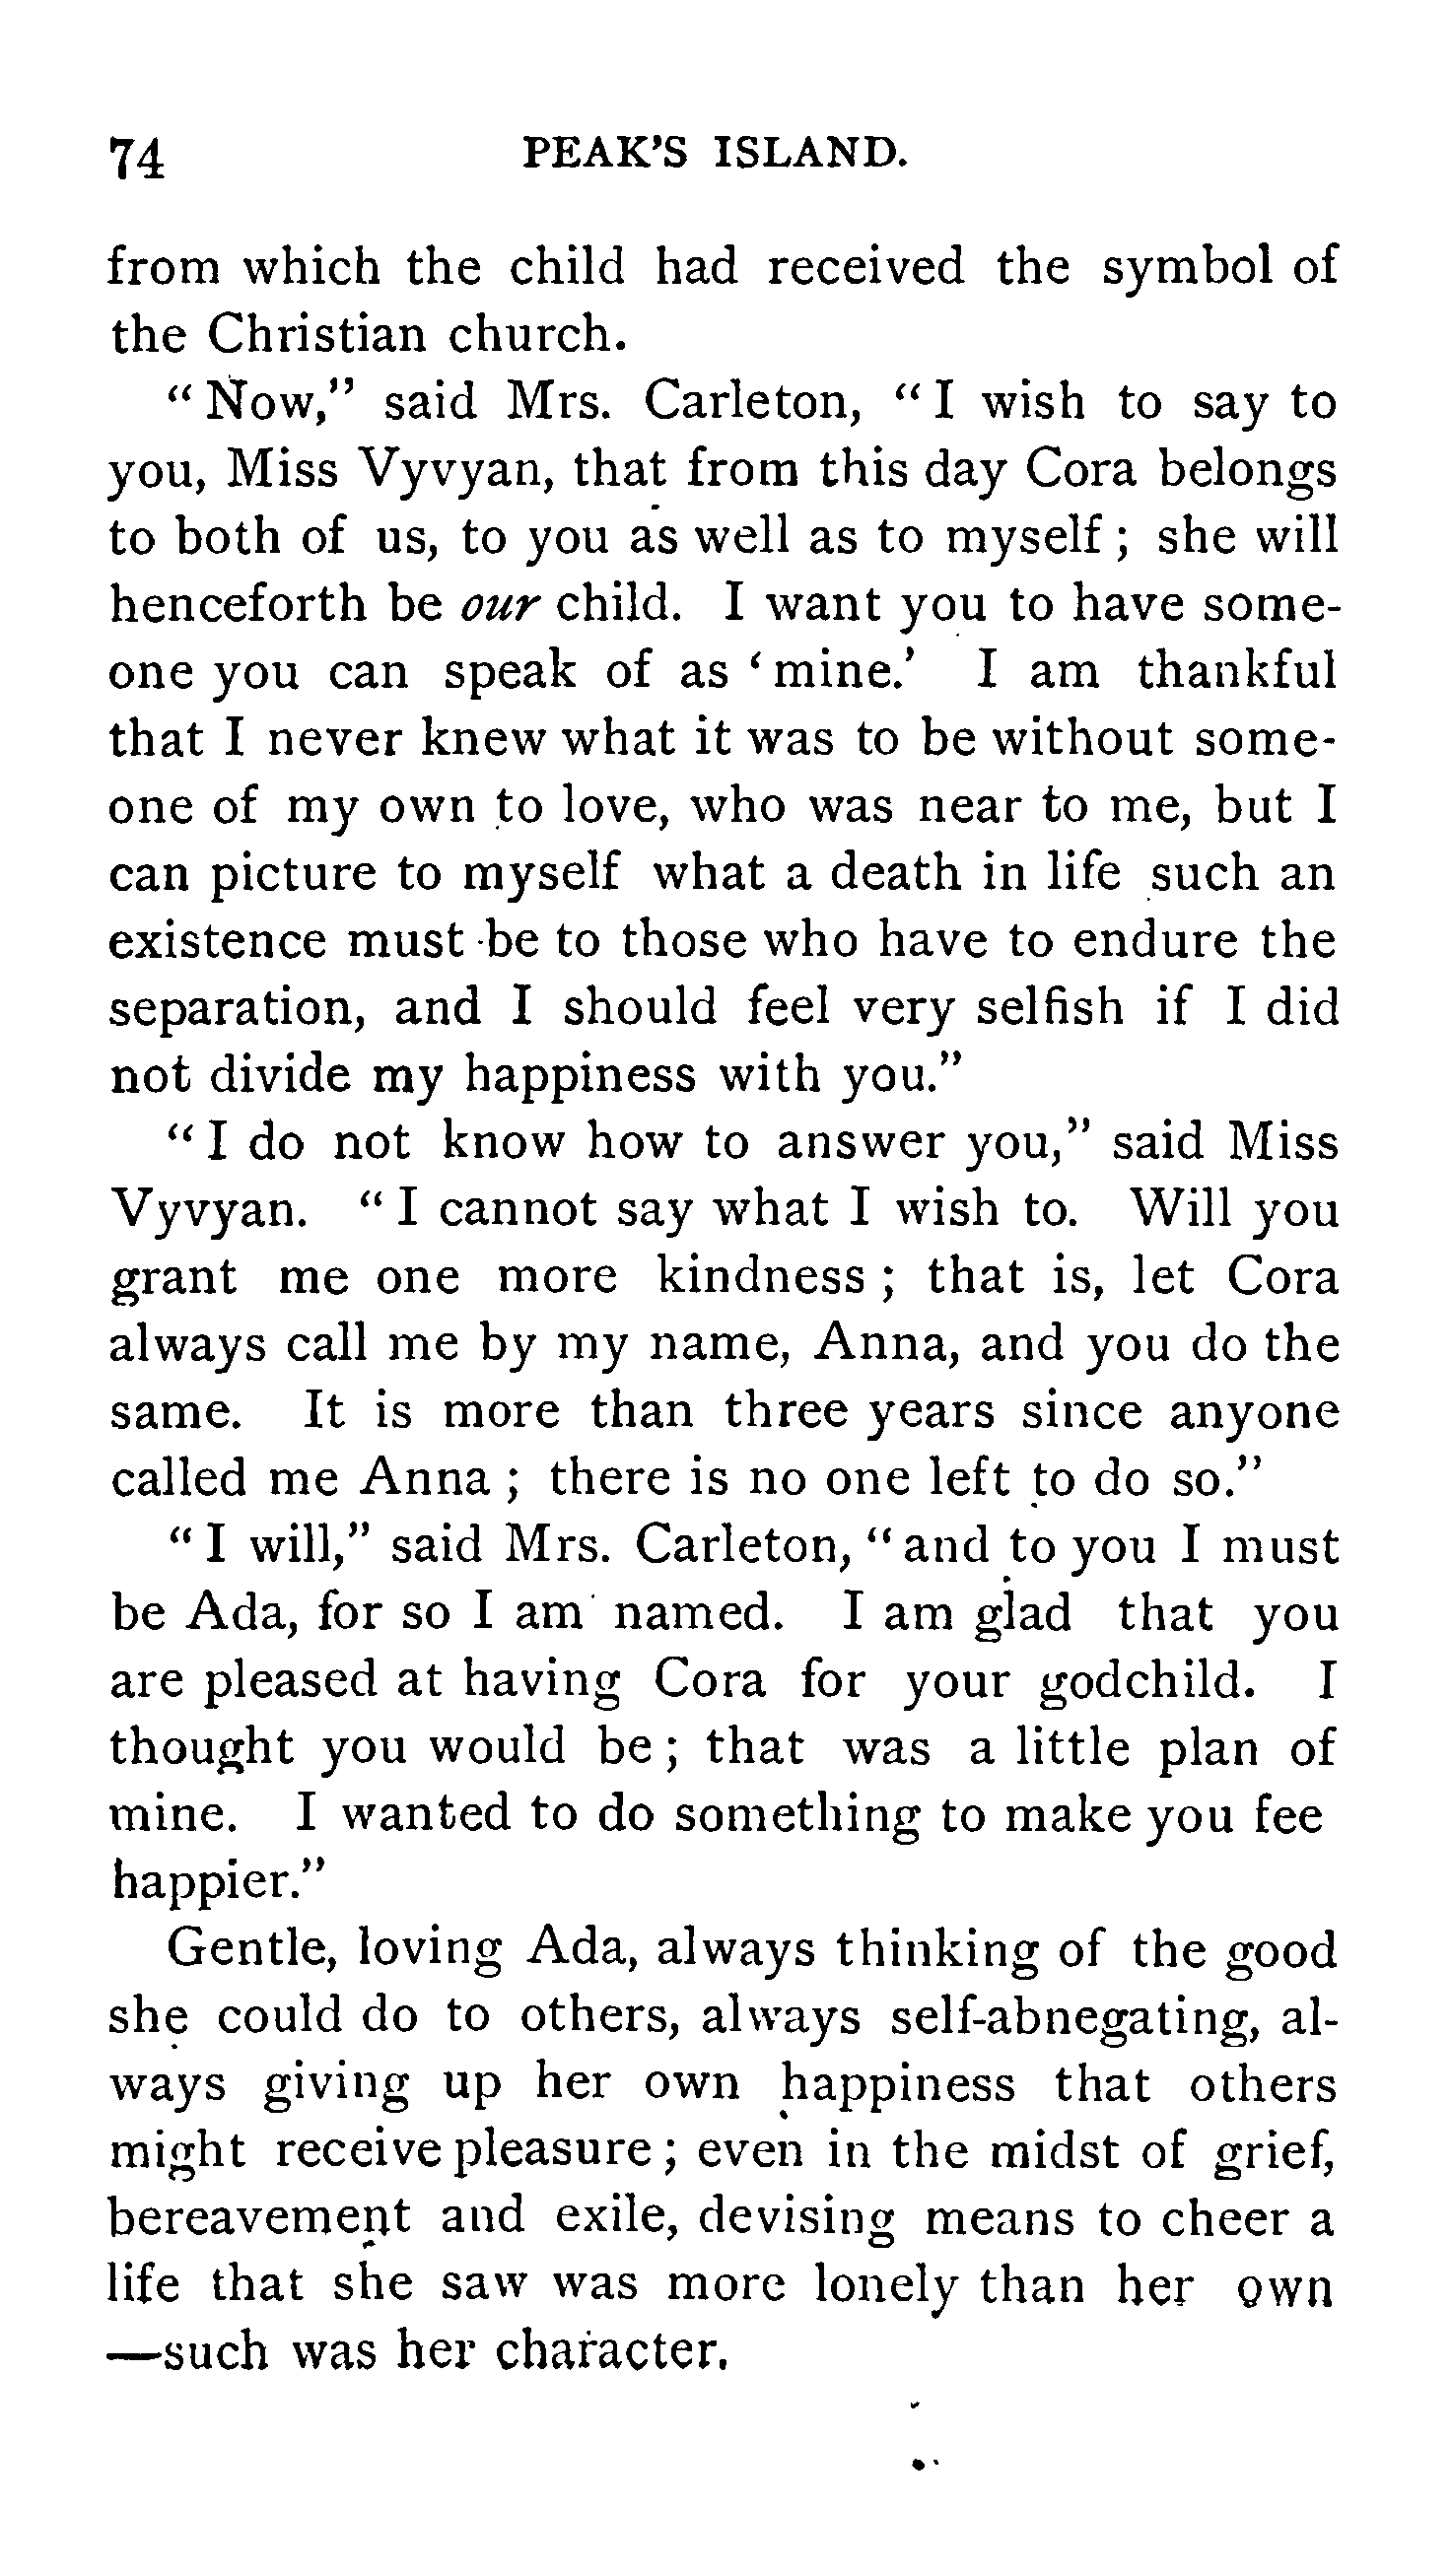 74 PEAK'S ISLAND.
from which the child had received the symbol of
the Christian church.
"Now," said Mrs. Carleton, "I wish to say to
you, Miss Vyvyan, that from this day Cora belongs
to both of us, to you as well as to myself; she will
henceforth be our child. I want you to have some-
one you can speak of as 'mine.' I am thankful
that I never knew what it was to be without some-
one of my own to love, who was near to me, but I
can picture to myself what a death in life such an
existence must be to those who have to endure the
separation, and I should feel very selfish if I did
not divide my happiness with you."
"I do not know how to answer you," said Miss
Vyvyan. "I cannot say what I wish to. Will you
grant me one more kindness; that is, let Cora
always call me by my name, Anna, and you do the
same. It is more than three years since anyone
called me Anna; there is no one left to do so."
"I will," said Mrs. Carleton, "and to you I must
be Ada, for so I am named. I am glad that you
are pleased at having Cora for your godchild. I
thought you would be; that was a little plan of
mine. I wanted to do something to make you fee
happier."
Gentle, loving Ada, always thinking of the good
she could do to others, always self-abnegating, al-
ways giving up her own happiness that others
might receive pleasure; even in the midst of grief,
bereavement and exile, devising means to cheer a
life that she saw was more lonely than her own
—such was her character.